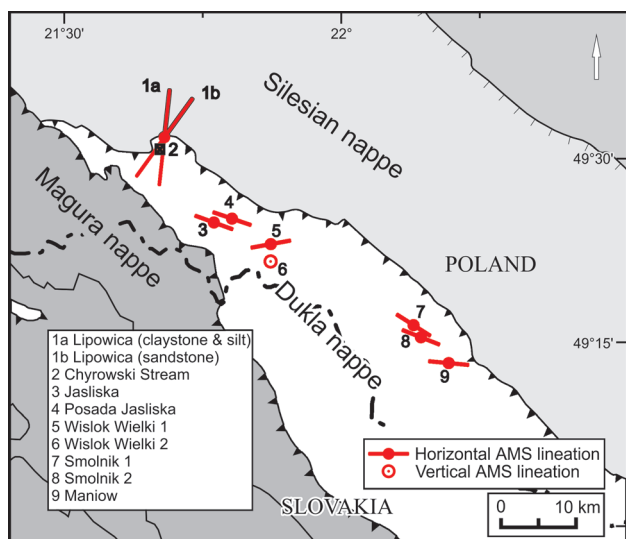 21°30'
22°
1a
1b
2
Silesian nappe
49°30'
Magura nappe
4
3
5
6
POLAND
Dukla nappe
7
8
9
49°15'
1a Lipowica (claystone & silt)
1b Lipowica (sandstone)
2 Chyrowski Stream
3 Jasliska
4 Posada Jasliska
5 Wislok Wielki 1
6 Wislok Wielki 2
7 Smolnik 1
8 Smolnik 2
9 Maniow
Horizontal AMS lineation
Vertical AMS lineation
SLOVAKIA
0 10 km